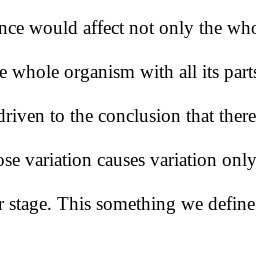 nce would affect not only the who
e whole organism with all its parts
driven to the conclusion that there
ose variation causes variation only
r stage. This something we define